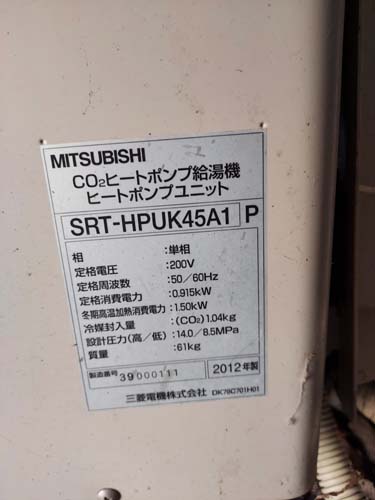 MITSUBISHI
CO₂ヒートポンプ給湯機
ヒートポンプユニット
SRT-HPUK45A1 P
相 :単相
定格電圧 :200V
定格周波数 :50/60Hz
定格消費電力 :0.915kW
冬期高温加熱消費電力 :1.50kW
冷媒封入量 :(CO₂)1.04kg
設計圧力(高/低) :14.0/8.5MPa
質量 :61kg
製造番号 39000111 2012年製
三菱電機株式会社 DK79C701H01